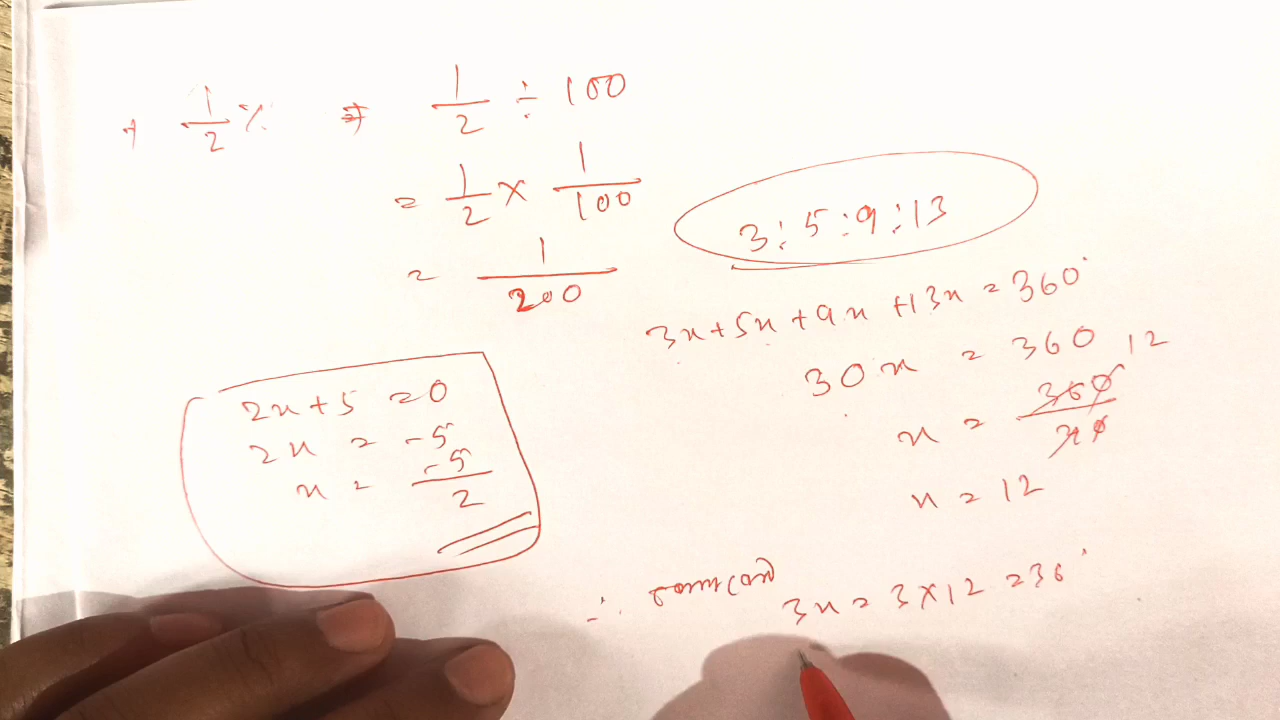 → 1/2 % ⇒ 1/2 ÷ 100
= 1/2 × 1/100
= 1/200
3:5:9:13
3x+5x+9x+13x=360°
30x = 360
12
x = 360/30
x = 12
2x+5=0
2x = -5
x = -5/2
∴ 3x = 3×12 =36°